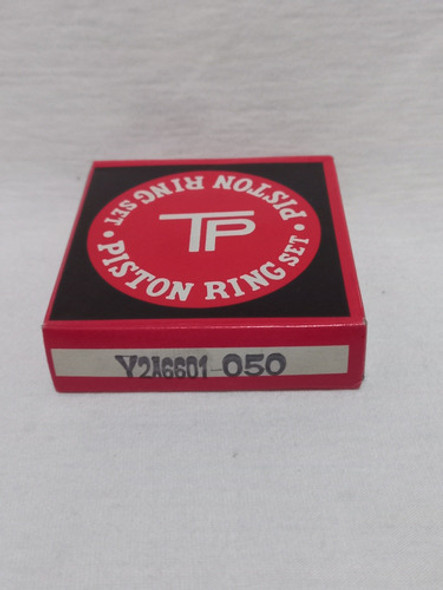 PISTON RING SET •
TP
PISTON RING SET •
Y2A6601-050